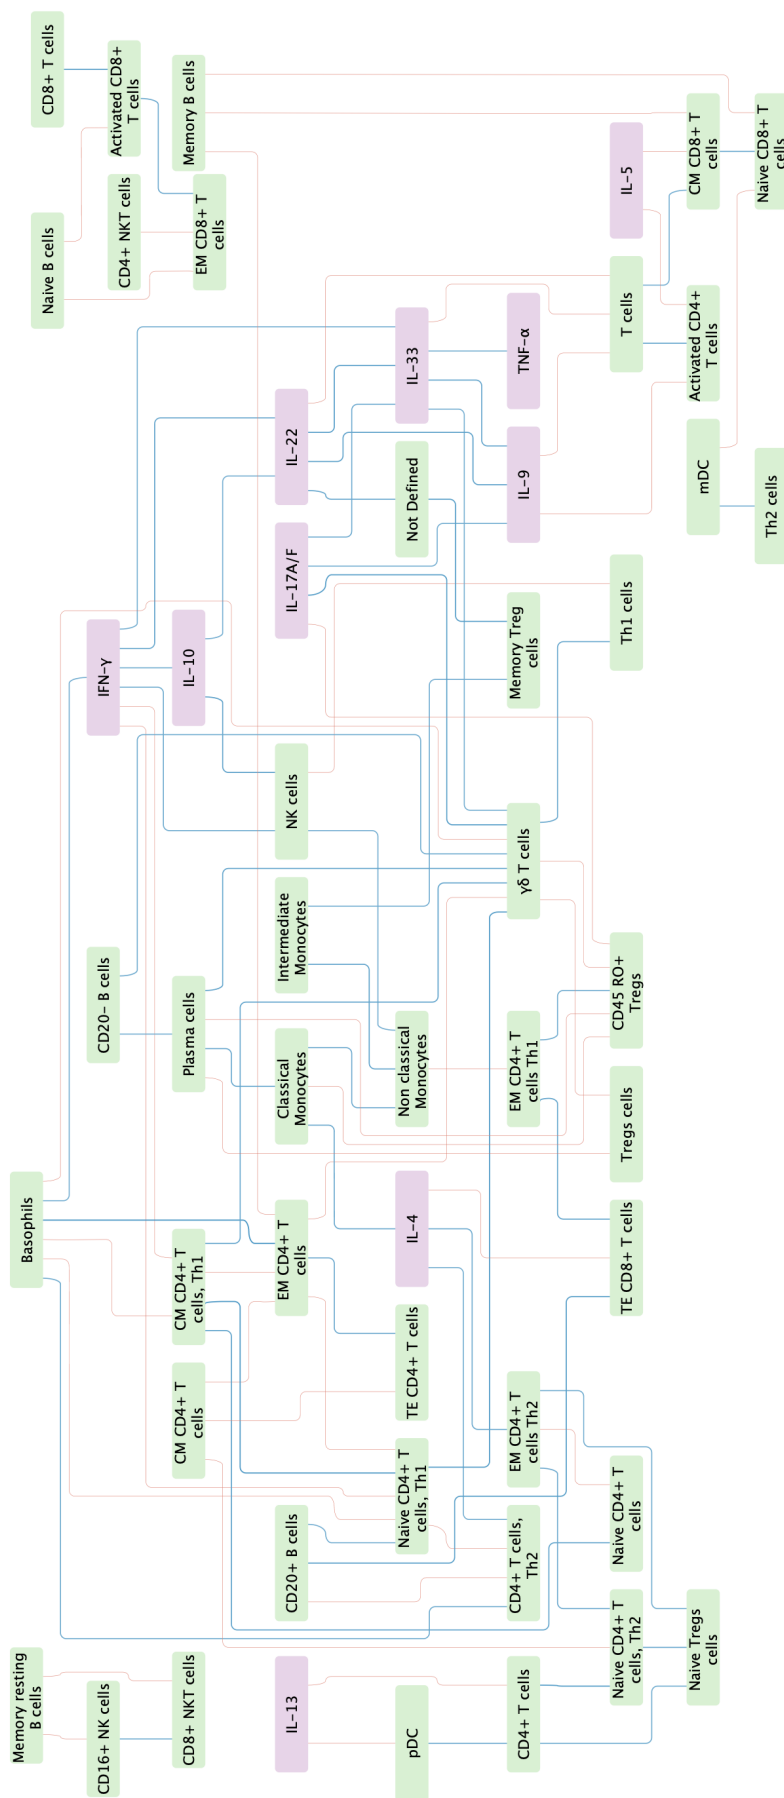 CD8+ T cells
Activated CD8+
T cells
Memory B cells
Naive B cells
CD4+ NKT cells
EM CD8+ T
cells
IL-5
CM CD8+ T
cells
Naive CD8+ T
cells
T cells
Activated CD4+
T cells
IL-33
TNF-α
IL-22
Not Defined
IL-9
mDC
Th2 cells
IL-17A/F
IFN-γ
IL-10
Memory Treg
cells
Th1 cells
NK cells
γδ T cells
Intermediate
Monocytes
CD20- B cells
Plasma cells
Classical
Monocytes
Non classical
Monocytes
EM CD4+ T
cells Th1
CD45 RO+
Tregs
Tregs cells
Basophils
CM CD4+ T
cells, Th1
EM CD4+ T
cells
IL-4
TE CD8+ T cells
CM CD4+ T
cells
TE CD4+ T cells
Naive CD4+ T
cells, Th1
EM CD4+ T
cells Th2
Naive CD4+ T
cells
CD20+ B cells
CD4+ T cells,
Th2
Naive CD4+ T
cells, Th2
Naive Tregs
cells
Memory resting
B cells
CD16+ NK cells
CD8+ NKT cells
IL-13
pDC
CD4+ T cells